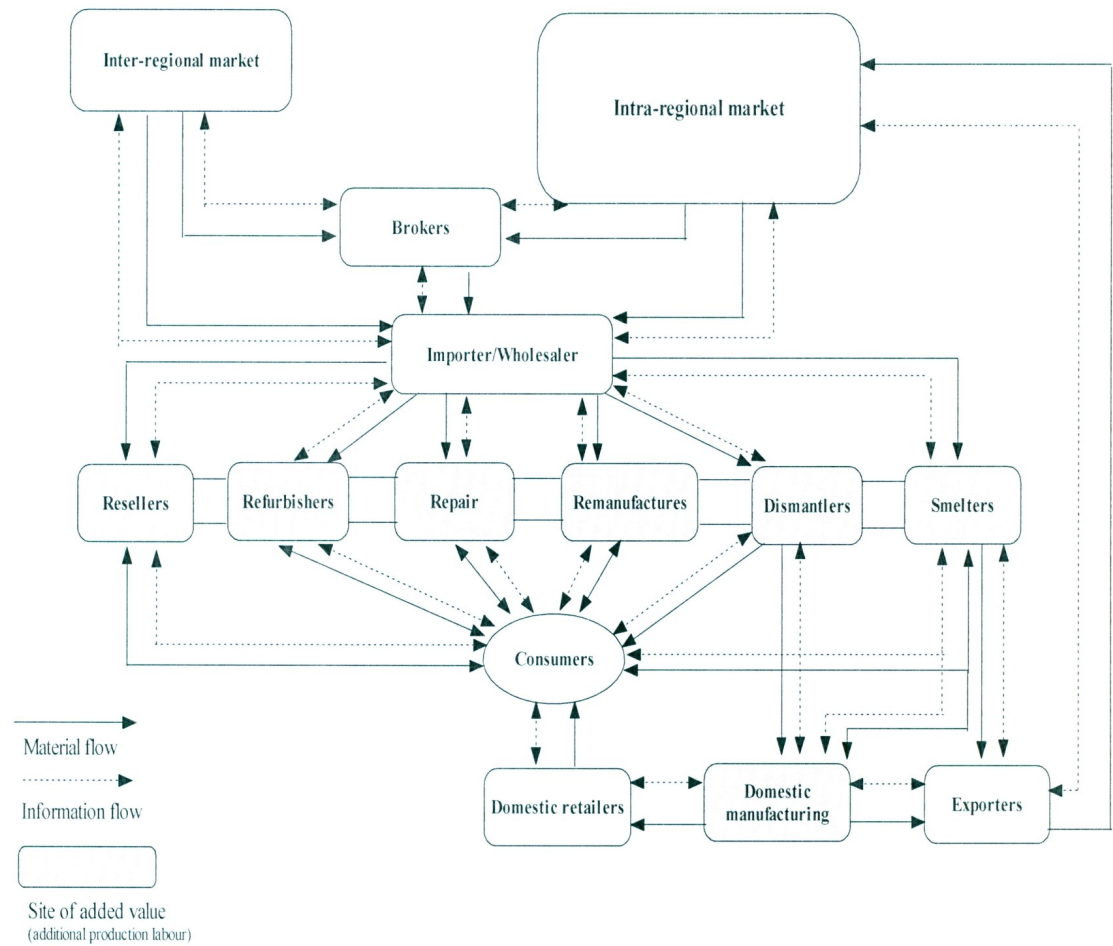 Inter-regional market
Intra-regional market
Brokers
Importer/Wholesaler
Resellers
Refurbishers
Repair
Remanufactures
Dismantlers
Smelters
Consumers
Material flow
Information flow
Domestic retailers
Domestic
manufacturing
Exporters
Site of added value
(additional production labour)